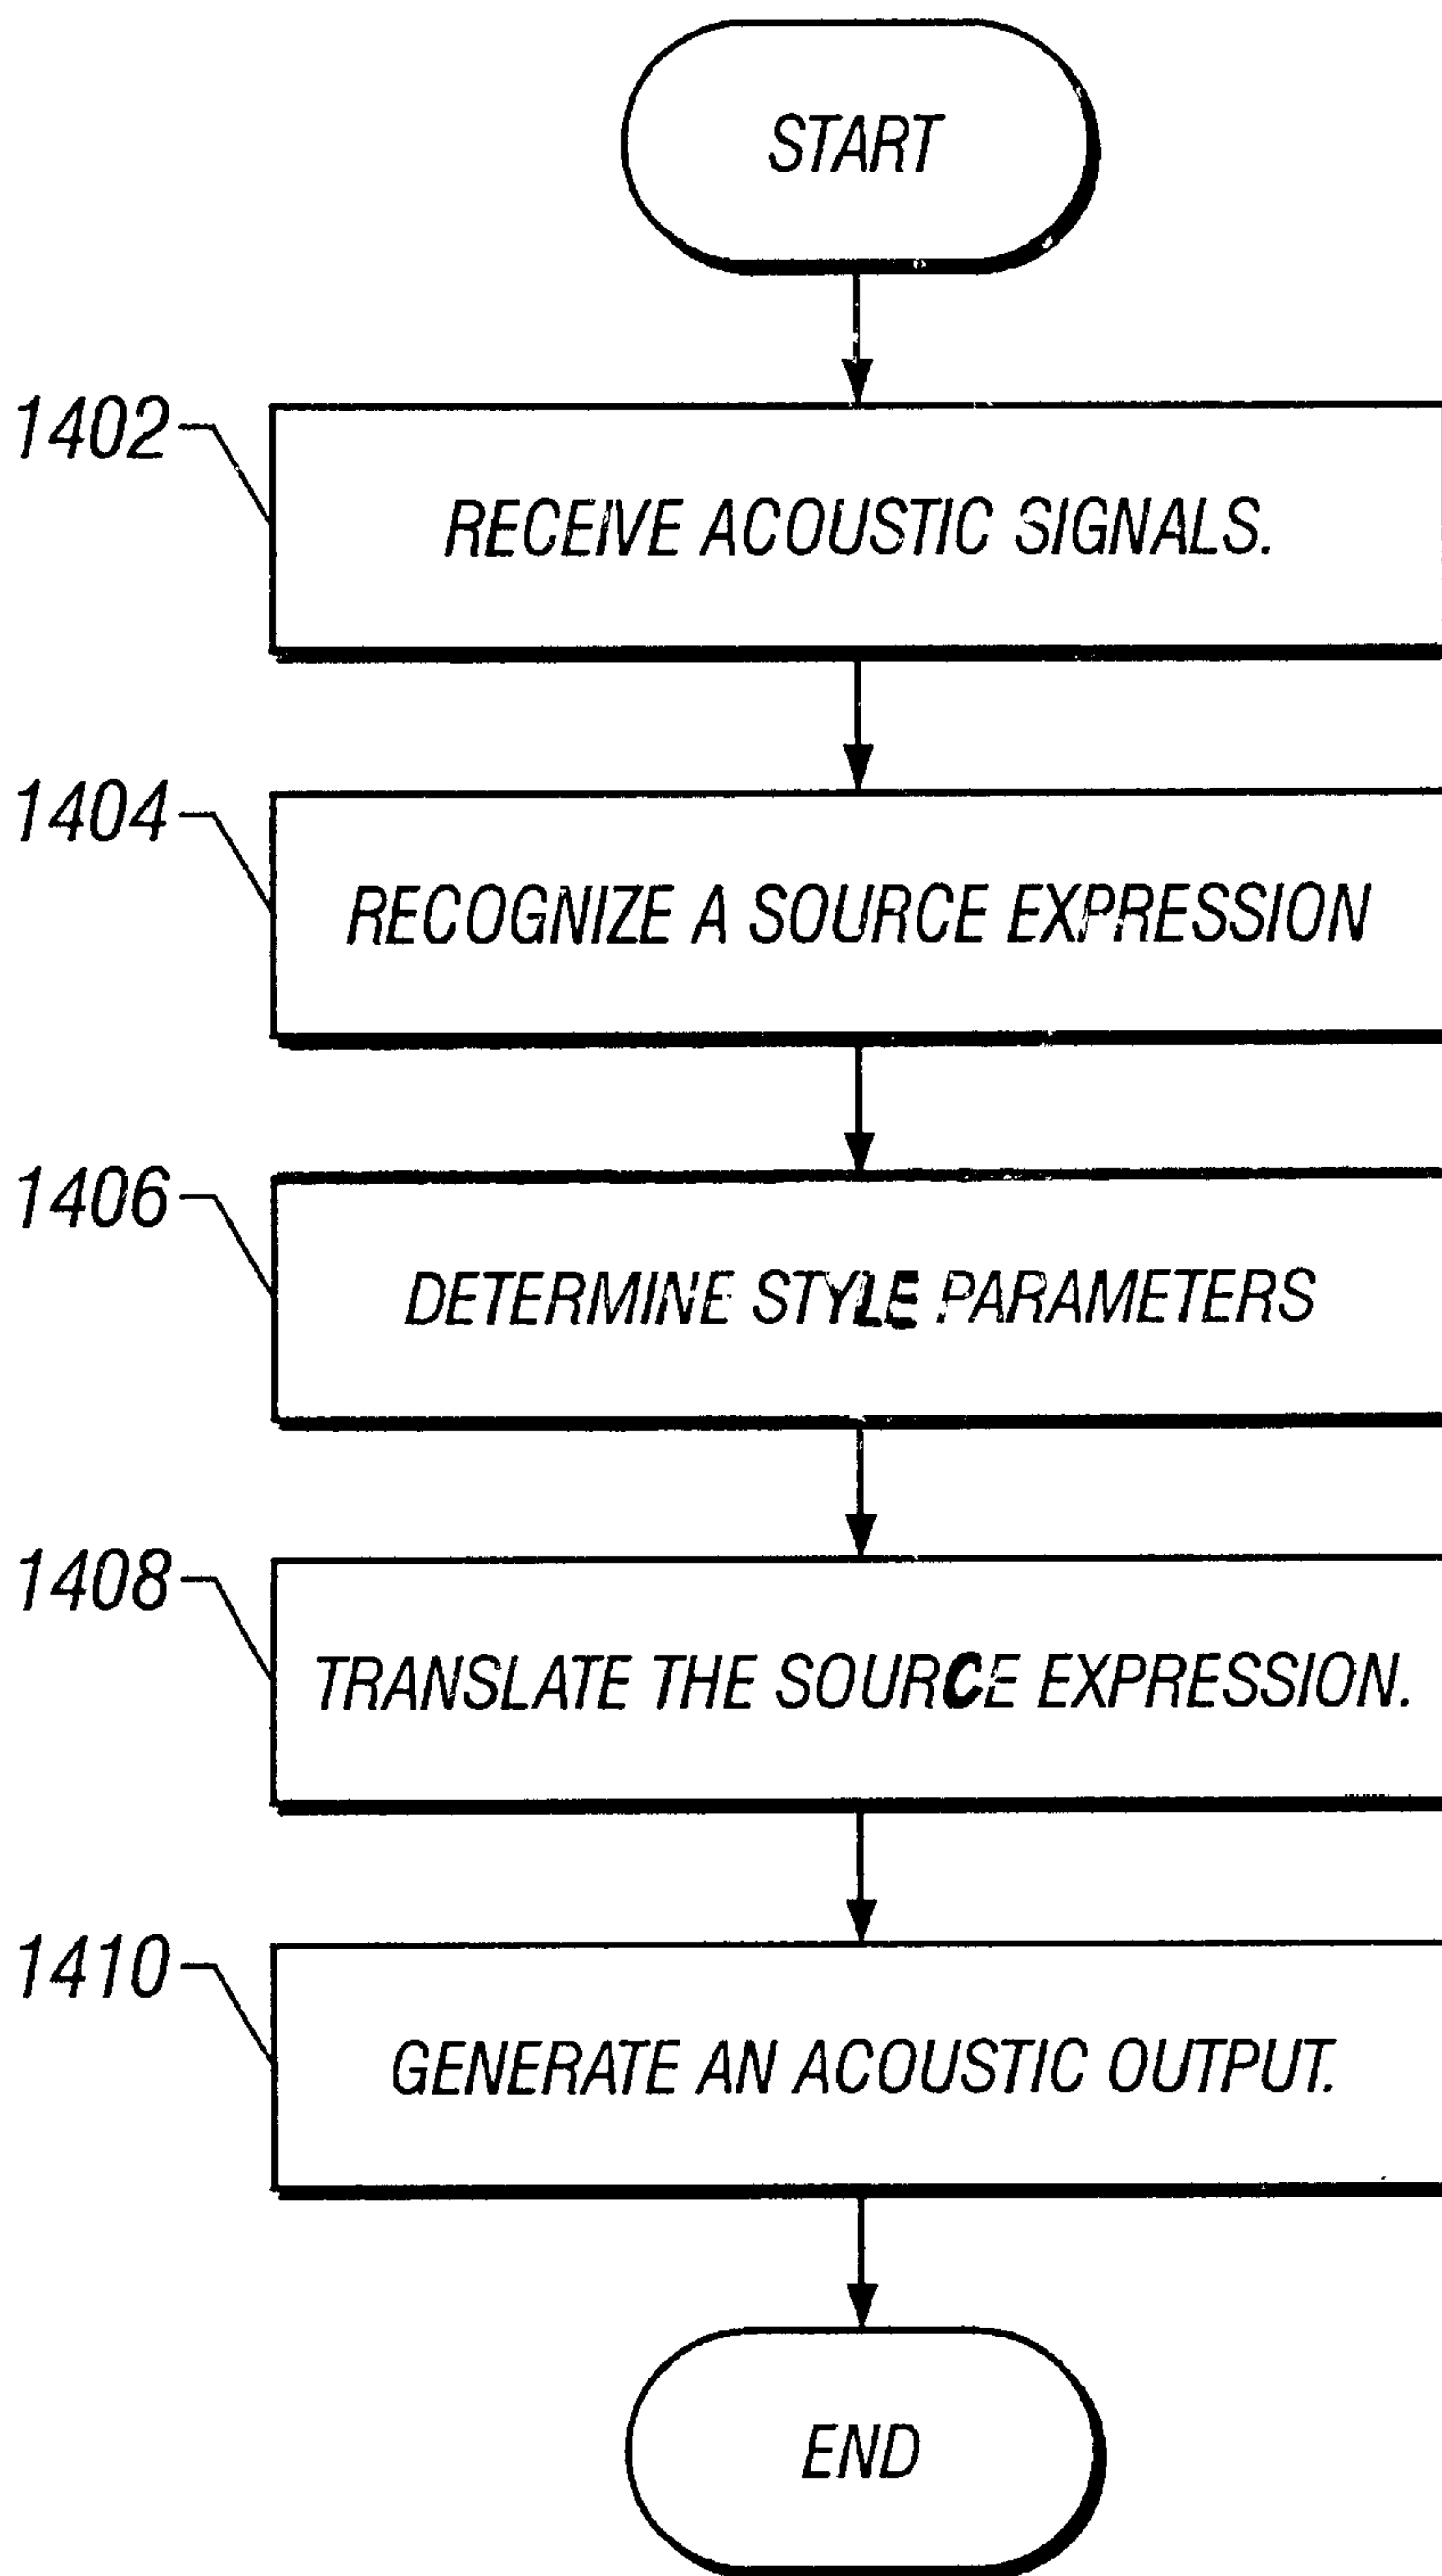 START
1402
RECEIVE ACOUSTIC SIGNALS.
1404
RECOGNIZE A SOURCE EXPRESSION
1406
DETERMINE STYLE PARAMETERS
1408
TRANSLATE THE SOURCE EXPRESSION.
1410
GENERATE AN ACOUSTIC OUTPUT.
END